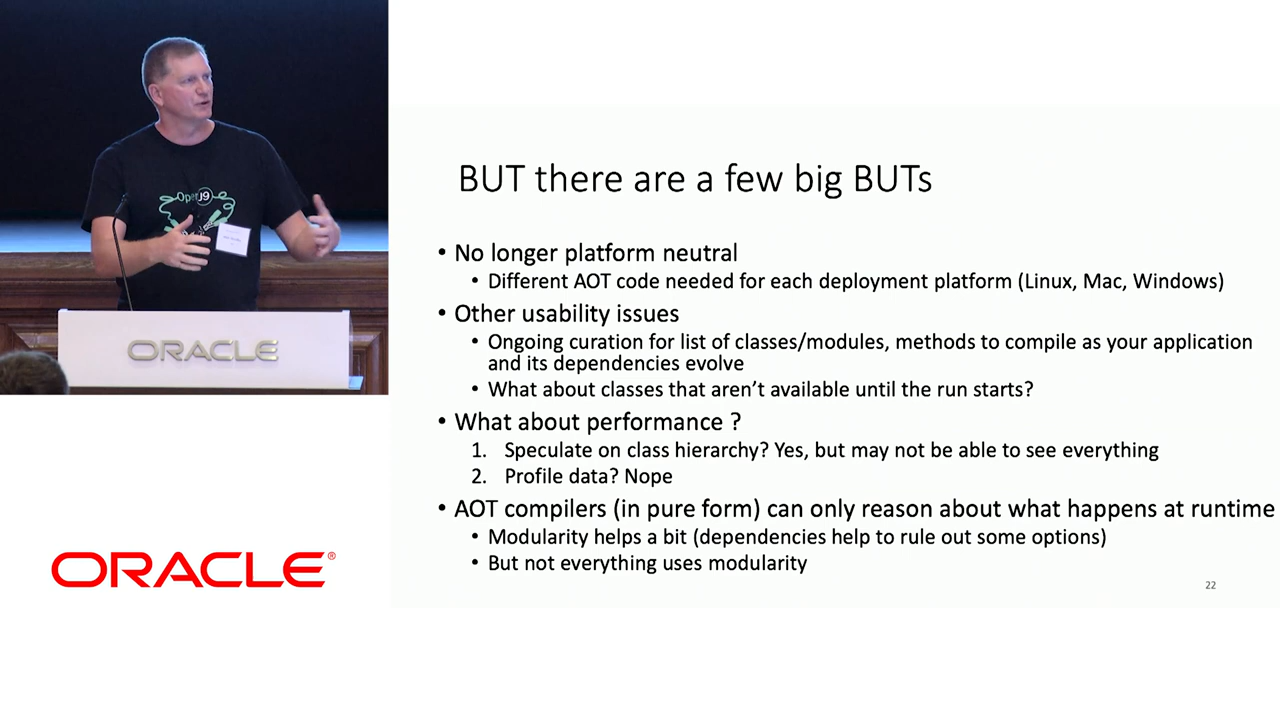 Open J9
ORACLE
BUT there are a few big BUTs
• No longer platform neutral
• Different AOT code needed for each deployment platform (Linux, Mac, Windows)
• Other usability issues
• Ongoing curation for list of classes/modules, methods to compile as your application
and its dependencies evolve
• What about classes that aren’t available until the run starts?
• What about performance ?
1. Speculate on class hierarchy? Yes, but may not be able to see everything
2. Profile data? Nope
• AOT compilers (in pure form) can only reason about what happens at runtime
• Modularity helps a bit (dependencies help to rule out some options)
• But not everything uses modularity
22
ORACLE®